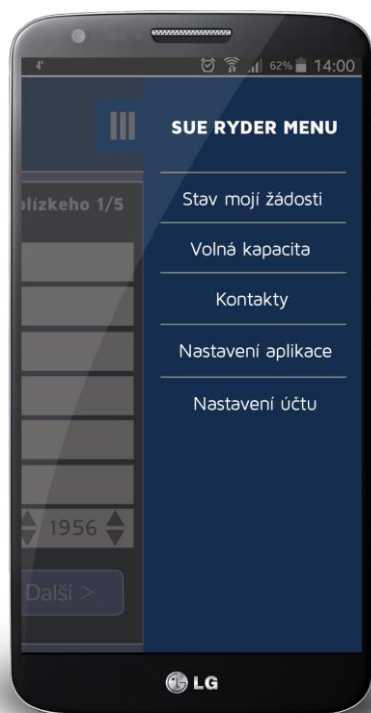 4°
62% 14:00
SUE RYDER MENU
blízkeho 1/5
Stav mojí žádosti
Volná kapacita
Kontakty
Nastavení aplikace
Nastavení účtu
1956
Další >
LG